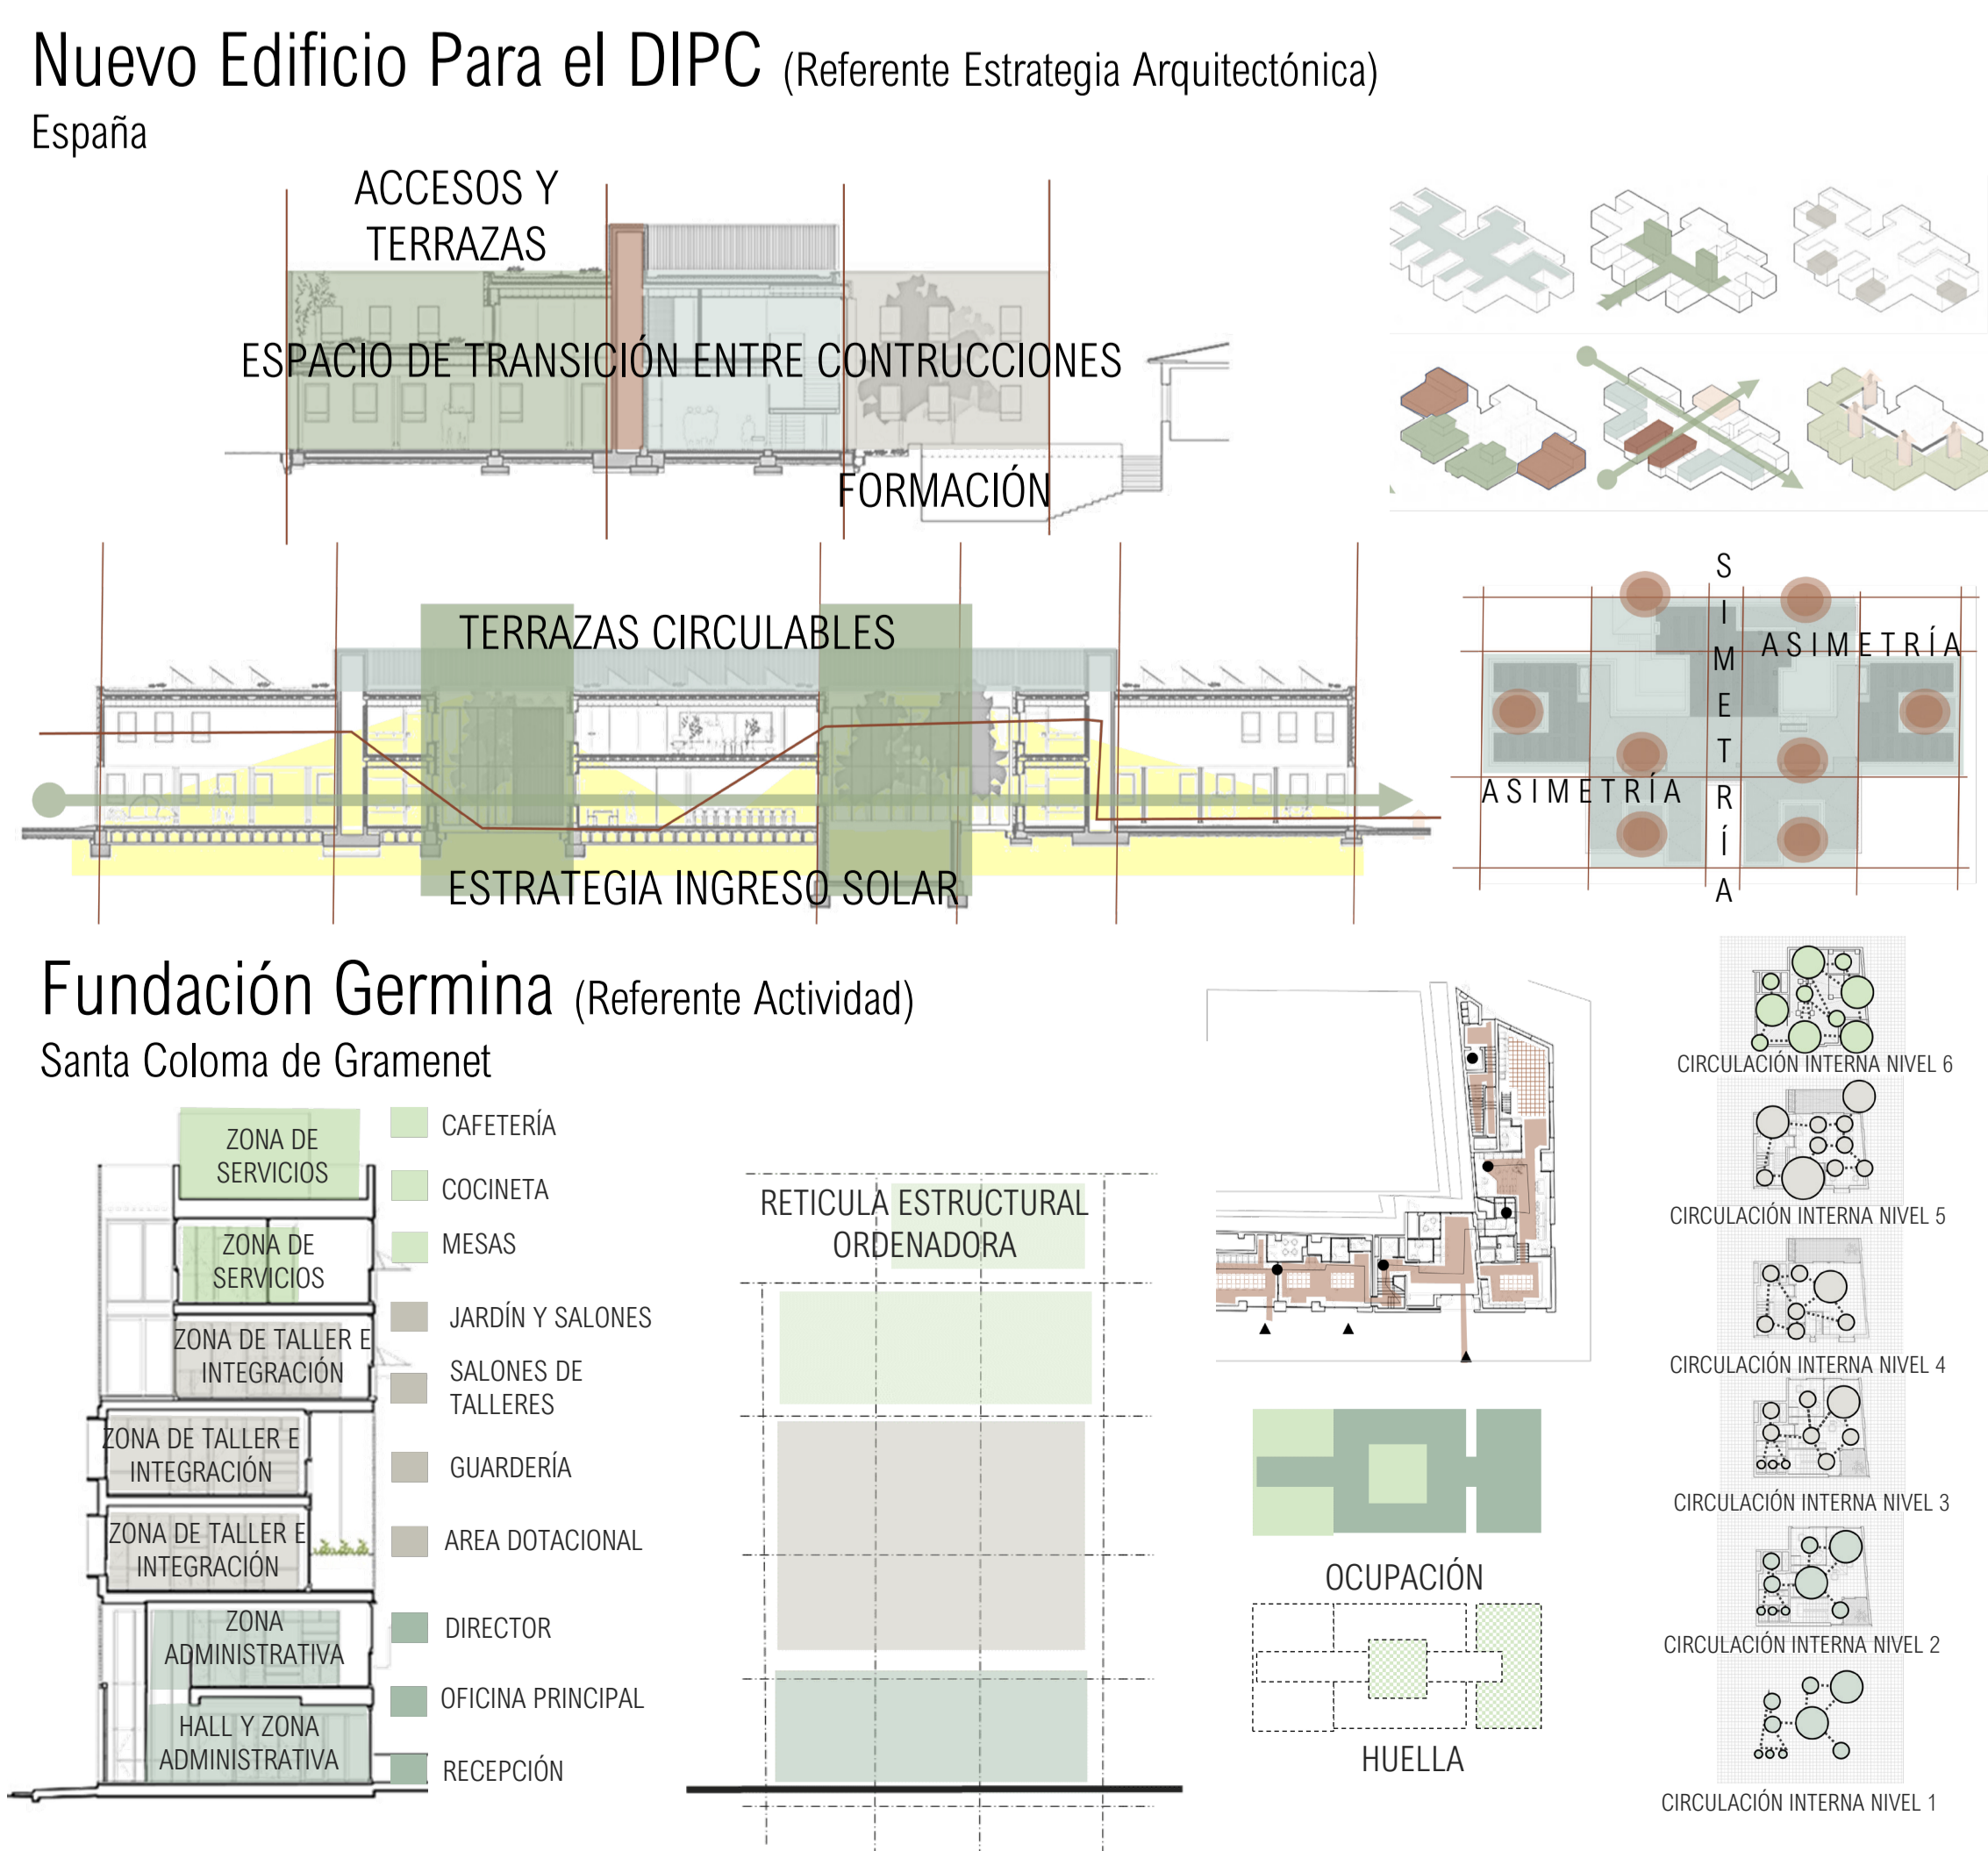 Nuevo Edificio Para el DIPC (Referente Estrategia Arquitectónica)
España
ACCESOS Y
TERRAZAS
ESPACIO DE TRANSICIÓN ENTRE CONTRUCCIONES
FORMACIÓN
TERRAZAS CIRCULABLES
ESTRATEGIA INGRESO SOLAR
SIMETRÍA
ASIMETRÍA
ASIMETRÍA
Fundación Germina (Referente Actividad)
Santa Coloma de Gramenet
ZONA DE
SERVICIOS
ZONA DE
SERVICIOS
ZONA DE TALLER E
INTEGRACIÓN
ZONA DE TALLER E
INTEGRACIÓN
ZONA DE TALLER E
INTEGRACIÓN
ZONA
ADMINISTRATIVA
HALL Y ZONA
ADMINISTRATIVA
CAFETERÍA
COCINETA
MESAS
JARDÍN Y SALONES
SALONES DE
TALLERES
GUARDERÍA
AREA DOTACIONAL
DIRECTOR
OFICINA PRINCIPAL
RECEPCIÓN
RETICULA ESTRUCTURAL
ORDENADORA
OCUPACIÓN
HUELLA
CIRCULACIÓN INTERNA NIVEL 6
CIRCULACIÓN INTERNA NIVEL 5
CIRCULACIÓN INTERNA NIVEL 4
CIRCULACIÓN INTERNA NIVEL 3
CIRCULACIÓN INTERNA NIVEL 2
CIRCULACIÓN INTERNA NIVEL 1